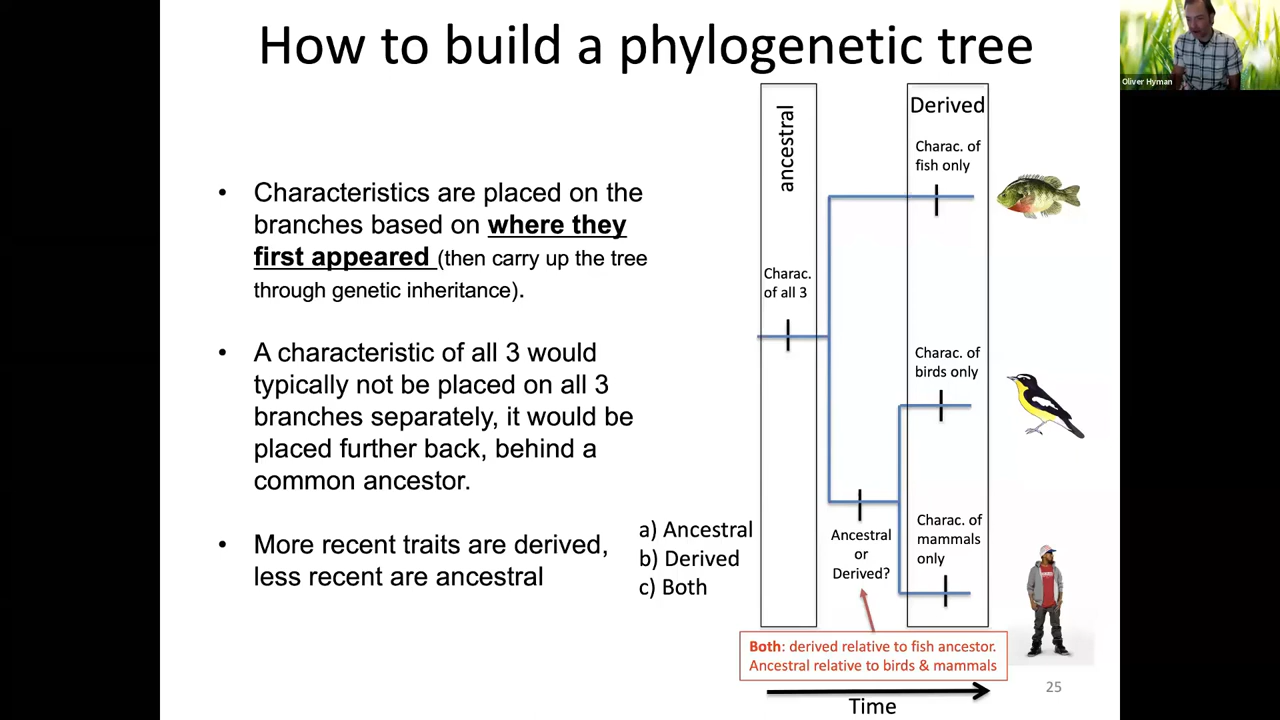 How to build a phylogenetic tree
Oliver Hyman
• Characteristics are placed on the
branches based on where they
first appeared (then carry up the tree
through genetic inheritance).
• A characteristic of all 3 would
typically not be placed on all 3
branches separately, it would be
placed further back, behind a
common ancestor.
• More recent traits are derived,
less recent are ancestral
a) Ancestral
b) Derived
c) Both
ancestral
Charac.
of all 3
Derived
Charac. of
fish only
Charac. of
birds only
Charac. of
mammals
only
Ancestral
or
Derived?
Both: derived relative to fish ancestor.
Ancestral relative to birds & mammals
Time
25